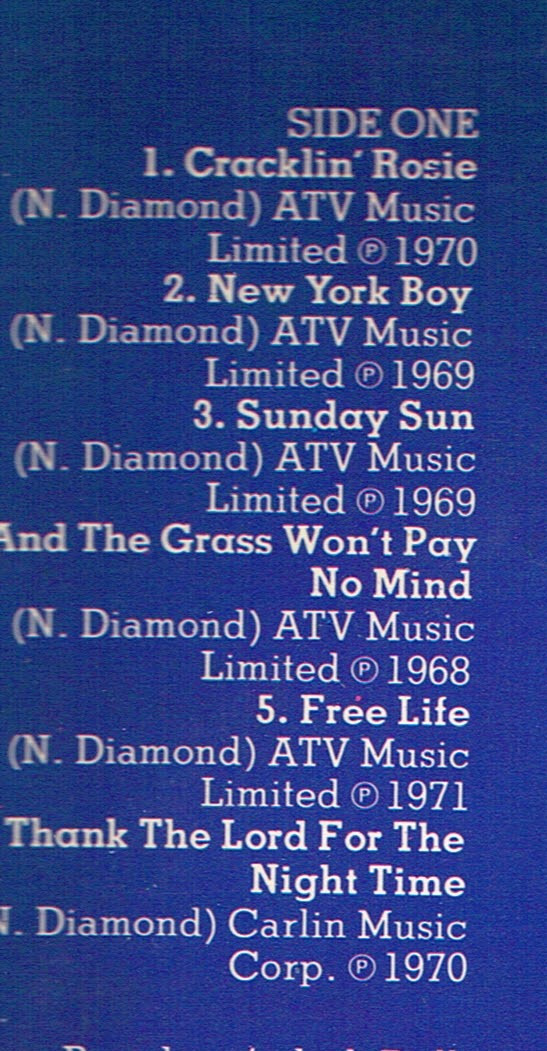 SIDE ONE
1. Cracklin' Rosie
(N. Diamond) ATV Music
Limited ℗ 1970
2. New York Boy
(N. Diamond) ATV Music
Limited ℗ 1969
3. Sunday Sun
(N. Diamond) ATV Music
Limited ℗ 1969
And The Grass Won't Pay
No Mind
(N. Diamond) ATV Music
Limited ℗ 1968
5. Free Life
(N. Diamond) ATV Music
Limited ℗ 1971
Thank The Lord For The
Night Time
N. Diamond) Carlin Music
Corp. ℗ 1970